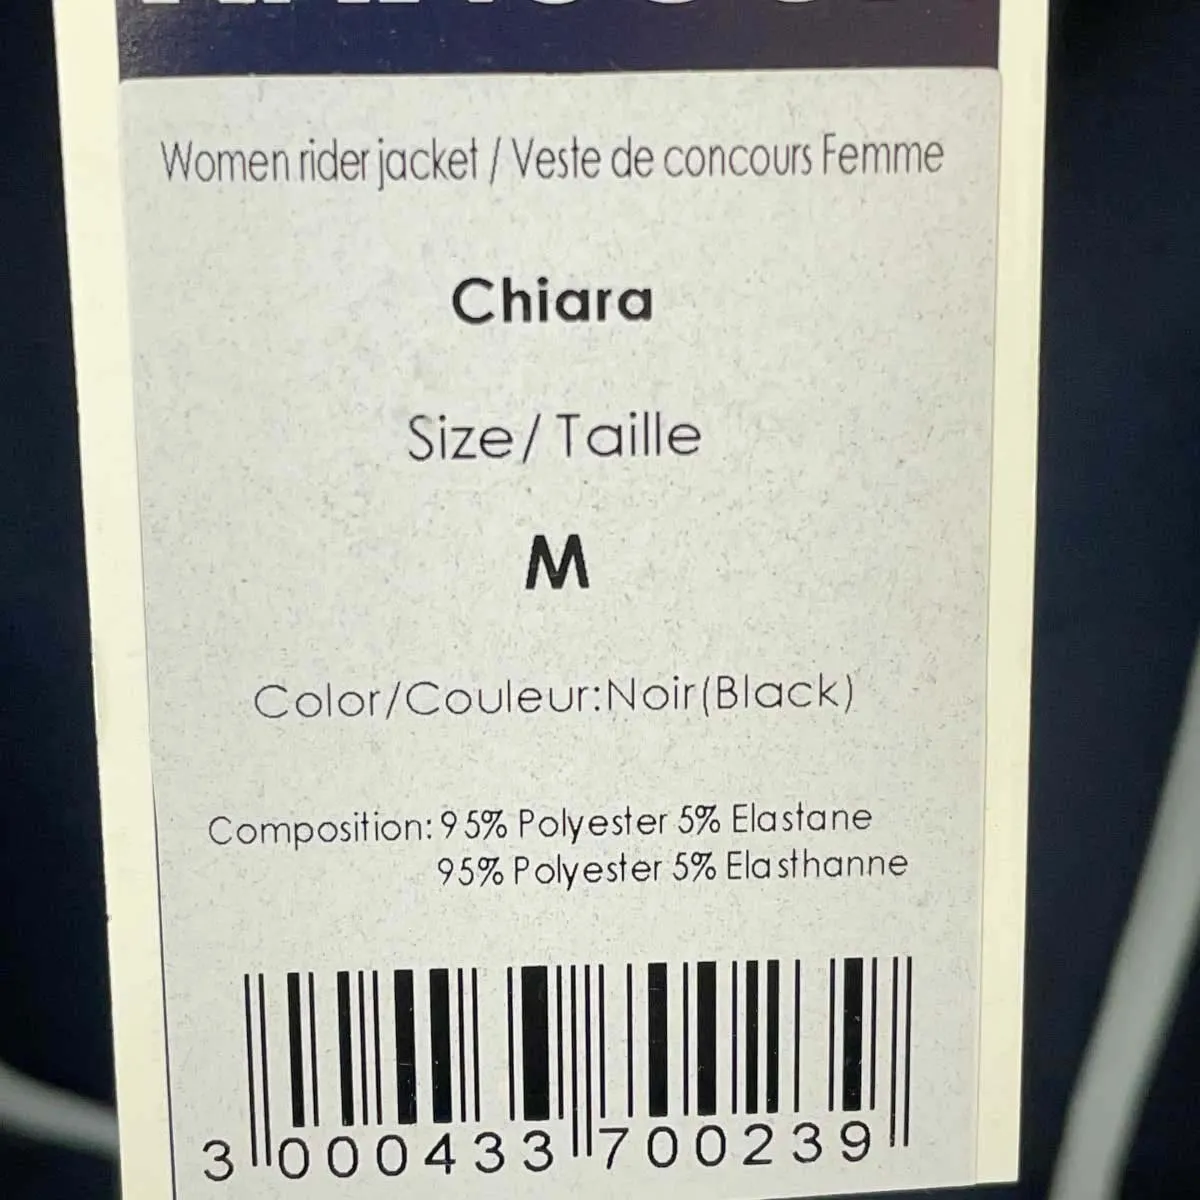 Women rider jacket / Veste de concours Femme
Chiara
Size/ Taille
M
Color/Couleur:Noir(Black)
Composition: 95% Polyester 5% Elastane
95% Polyester 5% Elasthanne
3 000433 700239